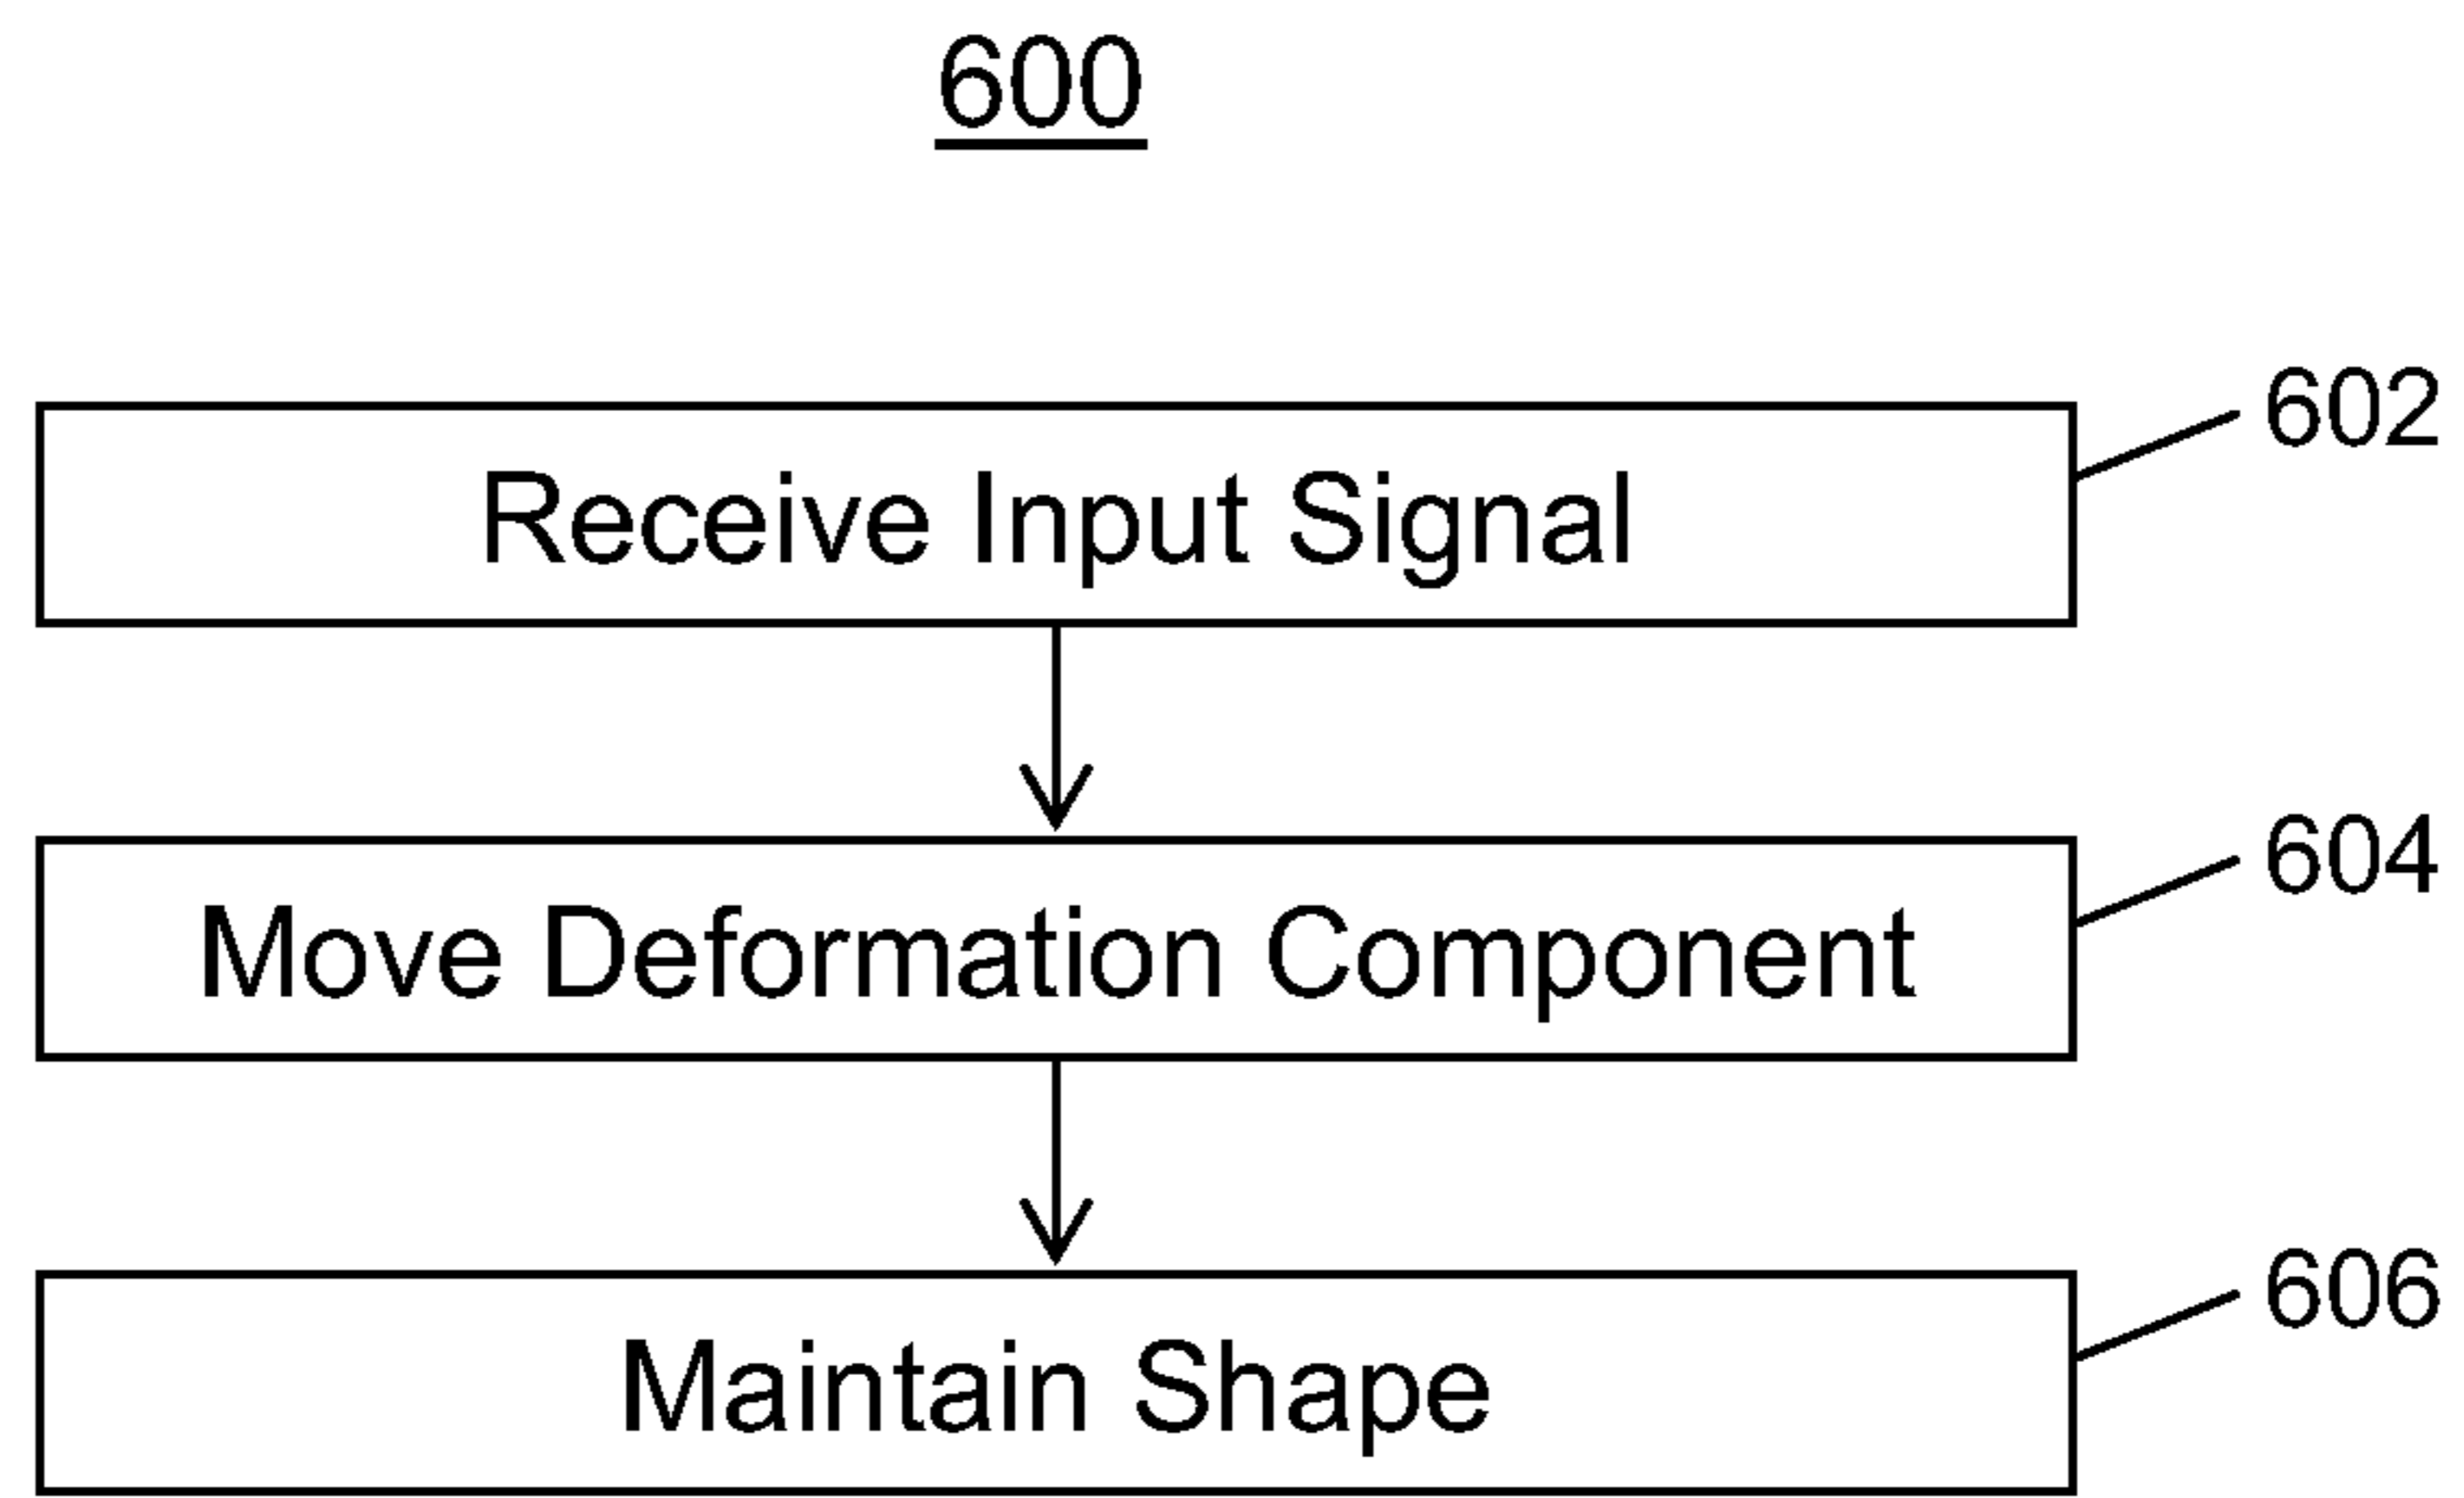 600
602
Receive Input Signal
604
Move Deformation Component
606
Maintain Shape